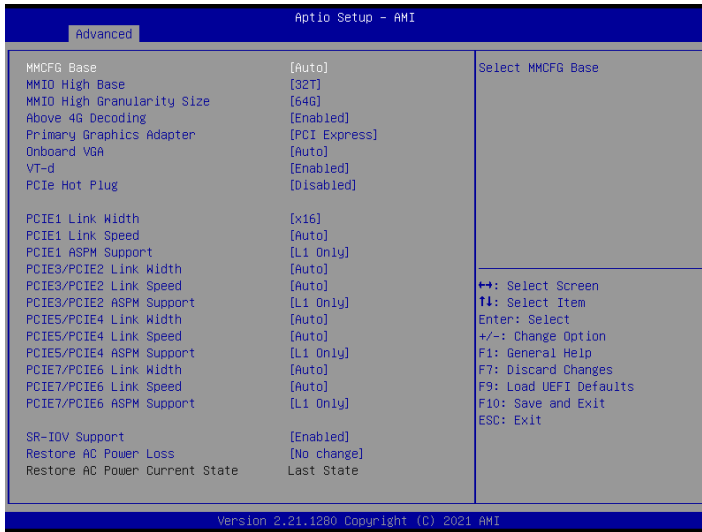 Aptio Setup – AMI
Advanced
MMCFG Base [Auto] Select MMCFG Base
MMIO High Base [32T]
MMIO High Granularity Size [64G]
Above 4G Decoding [Enabled]
Primary Graphics Adapter [PCI Express]
Onboard VGA [Auto]
VT-d [Enabled]
PCIe Hot Plug [Disabled]
PCIE1 Link Width [x16]
PCIE1 Link Speed [Auto]
PCIE1 ASPM Support [L1 Only]
PCIE3/PCIE2 Link Width [Auto]
PCIE3/PCIE2 Link Speed [Auto]
PCIE3/PCIE2 ASPM Support [L1 Only]
PCIE5/PCIE4 Link Width [Auto]
PCIE5/PCIE4 Link Speed [Auto]
PCIE5/PCIE4 ASPM Support [L1 Only]
PCIE7/PCIE6 Link Width [Auto]
PCIE7/PCIE6 Link Speed [Auto]
PCIE7/PCIE6 ASPM Support [L1 Only]
SR-IOV Support [Enabled]
Restore AC Power Loss [No change]
Restore AC Power Current State Last State
↔: Select Screen
↑↓: Select Item
Enter: Select
+/-: Change Option
F1: General Help
F7: Discard Changes
F9: Load UEFI Defaults
F10: Save and Exit
ESC: Exit
Version 2.21.1280 Copyright (C) 2021 AMI